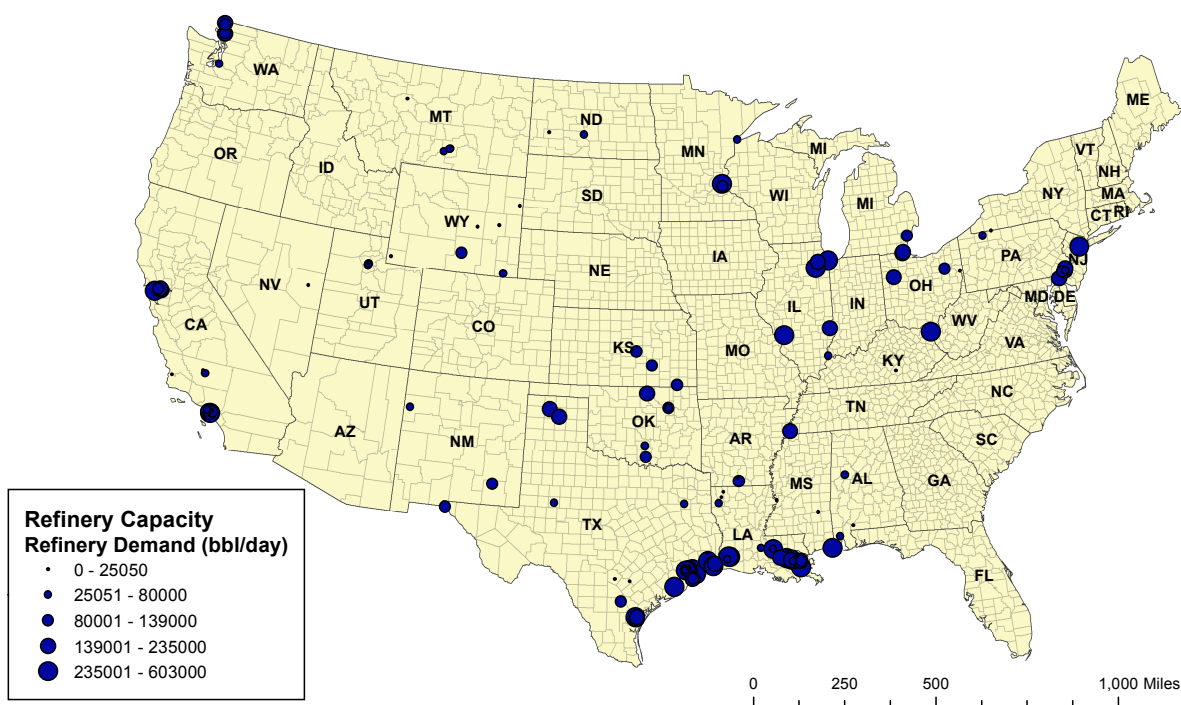 WA
MT
ND
MN
MI
ME
VT
NH
OR
ID
SD
WI
MI
NY
MA
CT RI
WY
IA
PA
NJ
NV
UT
NE
IL
IN
OH
MD DE
CA
CO
KS
MO
WV
VA
KY
AZ
NM
OK
AR
TN
NC
SC
MS
AL
GA
TX
LA
FL
Refinery Capacity
Refinery Demand (bbl/day)
0 - 25050
25051 - 80000
80001 - 139000
139001 - 235000
235001 - 603000
0 250 500 1,000 Miles